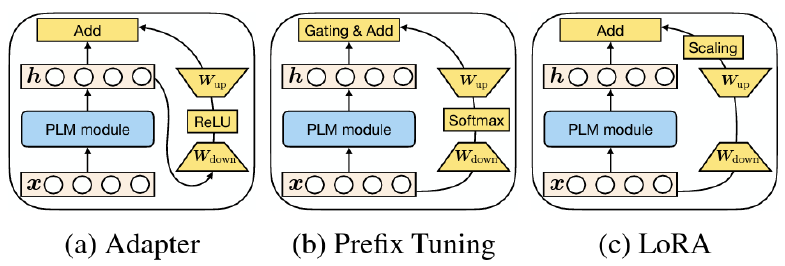 Add
h
W_up
ReLU
PLM module
W_down
x
(a) Adapter
Gating & Add
h
W_up
Softmax
PLM module
W_down
x
(b) Prefix Tuning
Add
Scaling
h
W_up
PLM module
W_down
x
(c) LoRA